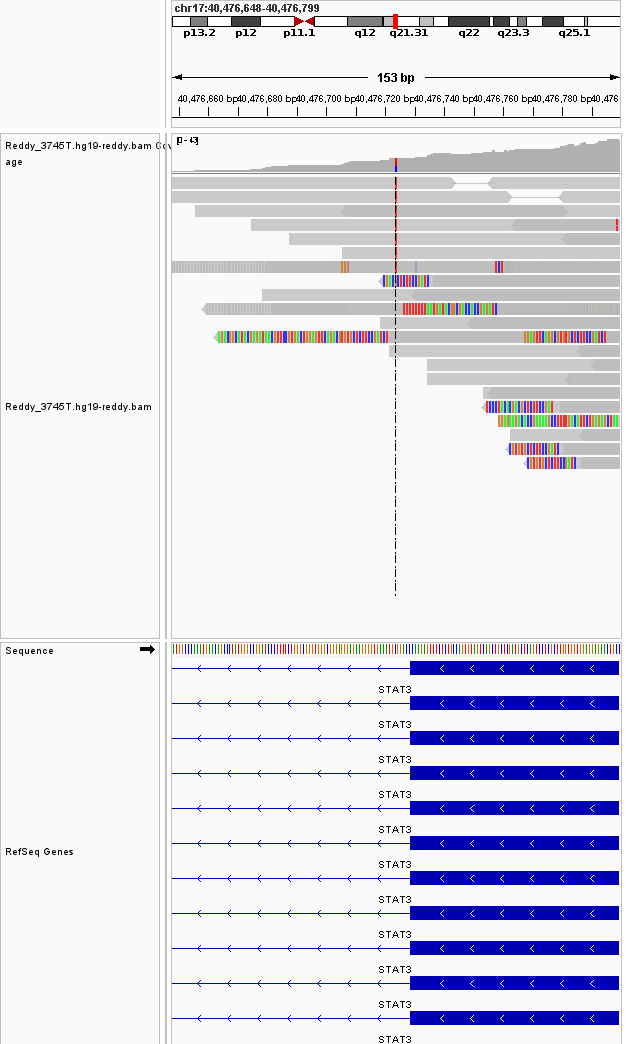 chr17:40,476,648-40,476,799
p13.2 p12 p11.1 q12 q21.31 q22 q23.3 q25.1
153 bp
40,476,660 bp 40,476,680 bp 40,476,700 bp 40,476,720 bp 40,476,740 bp 40,476,760 bp 40,476,780 bp 40,476
Reddy_3745T.hg19-reddy.bam Cov
age
Reddy_3745T.hg19-reddy.bam
Sequence
STAT3
STAT3
STAT3
STAT3
STAT3
RefSeq Genes
STAT3
STAT3
STAT3
STAT3
STAT3
STAT3